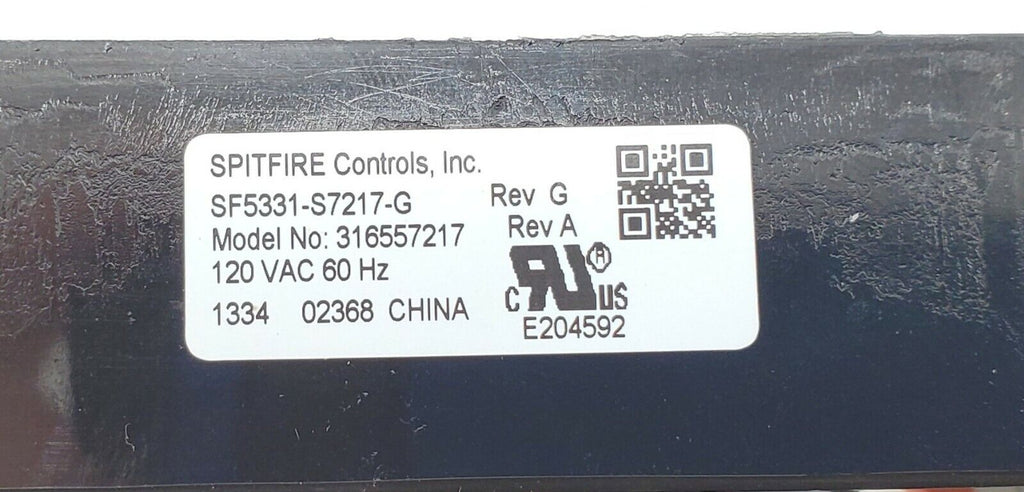 SPITFIRE Controls, Inc.
SF5331-S7217-G Rev G
Model No: 316557217 Rev A
120 VAC 60 Hz
1334 02368 CHINA
c RU ® US
E204592